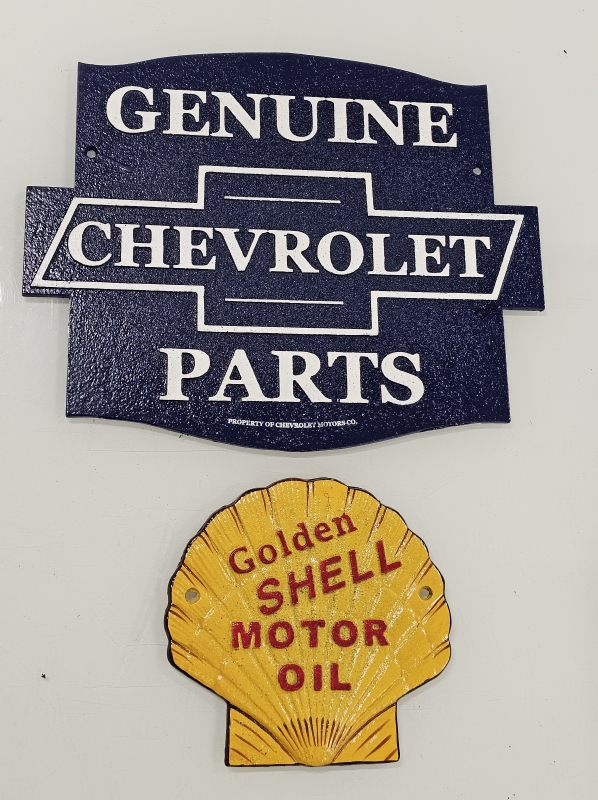 GENUINE
CHEVROLET
PARTS
PROPERTY OF CHEVROLET MOTORS CO.
Golden
SHELL
MOTOR
OIL